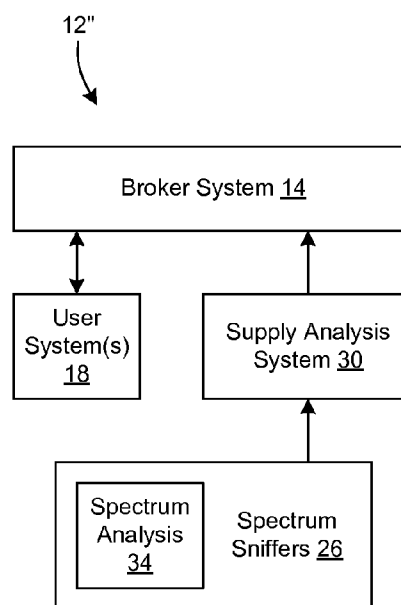 12"
Broker System 14
User
System(s)
18
Supply Analysis
System 30
Spectrum
Analysis
34
Spectrum
Sniffers 26